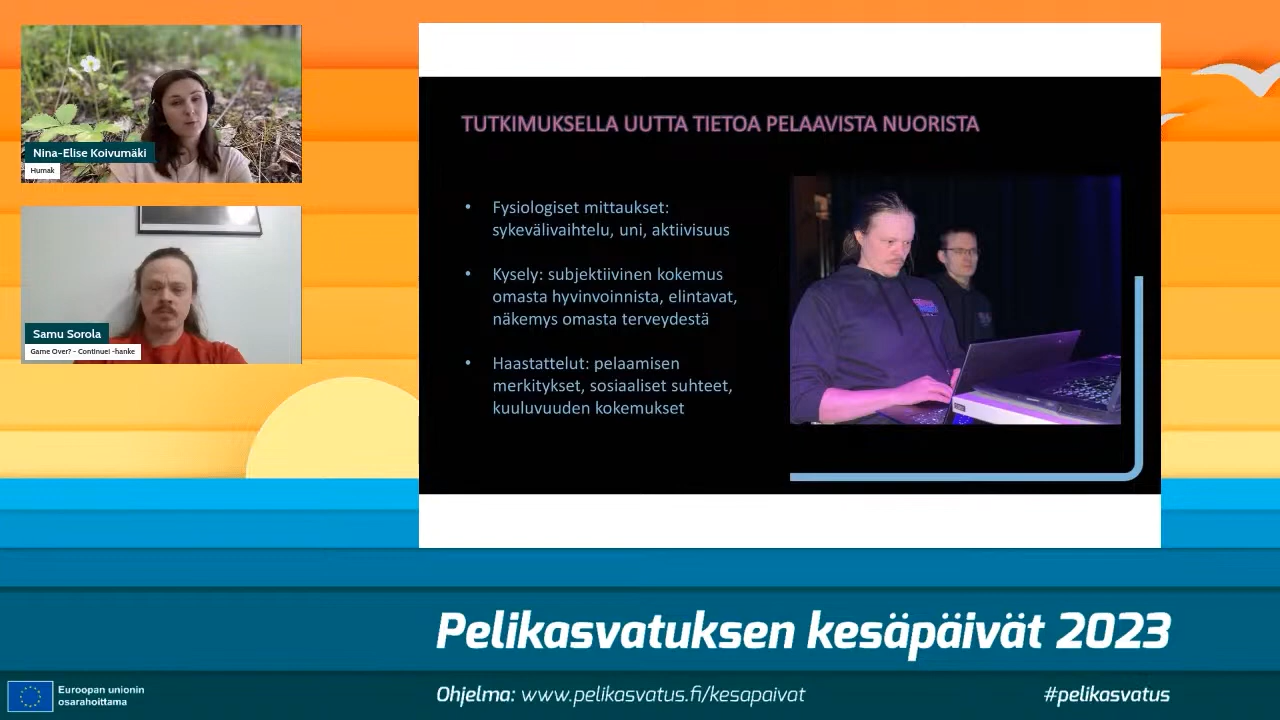 Nina-Elise Koivumäki
Humak
Samu Sorola
Game Over? - Continue! -hanke
TUTKIMUKSELLA UUTTA TIETOA PELAAVISTA NUORISTA
• Fysiologiset mittaukset:
sykevälivaihtelu, uni, aktiivisuus
• Kysely: subjektiivinen kokemus
omasta hyvinvoinnista, elintavat,
näkemys omasta terveydestä
• Haastattelut: pelaamisen
merkitykset, sosiaaliset suhteet,
kuuluvuuden kokemukset
Pelikasvatuksen kesäpäivät 2023
Euroopan unionin
osarahoittama
Ohjelma: www.pelikasvatus.fi/kesapaivat
#pelikasvatus